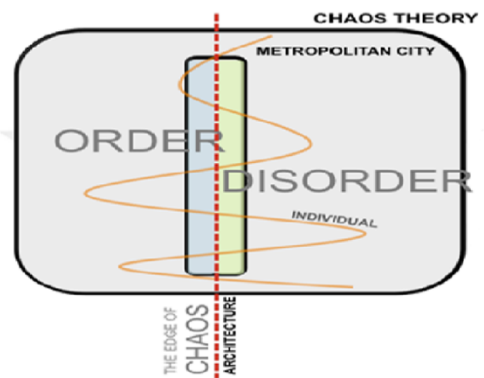 CHAOS THEORY
METROPOLITAN CITY
ORDER
DISORDER
INDIVIDUAL
THE EDGE OF
CHAOS
ARCHITECTURE